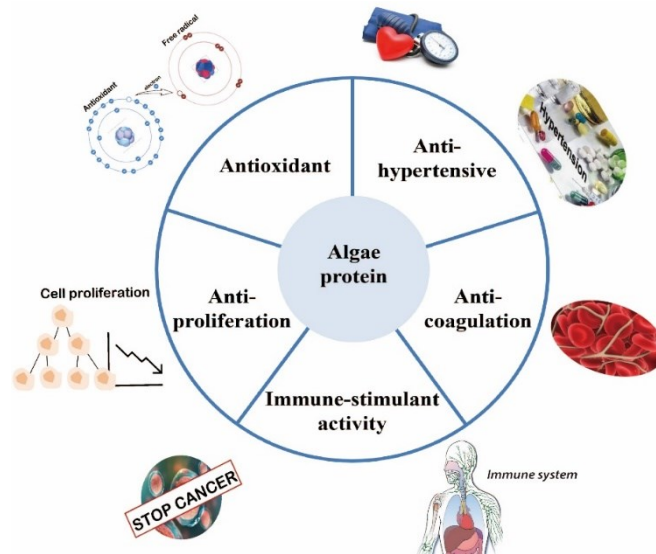 Free radical
electron
Antioxidant
Hypertension
Antioxidant
Anti-
hypertensive
Algae
protein
Anti-
proliferation
Anti-
coagulation
Immune-stimulant
activity
Cell proliferation
STOP CANCER
Immune system